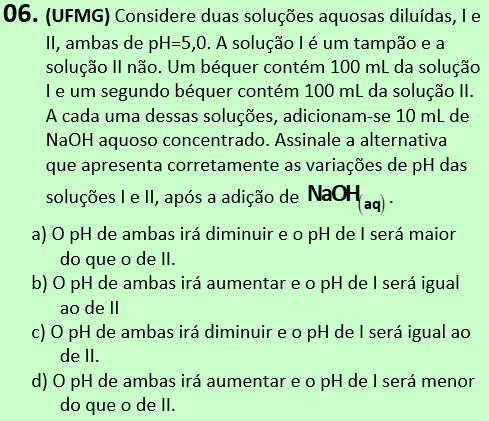 06. (UFMG) Considere duas soluções aquosas diluídas, I e
II, ambas de pH=5,0. A solução I é um tampão e a
solução II não. Um béquer contém 100 mL da solução
I e um segundo béquer contém 100 mL da solução II.
A cada uma dessas soluções, adicionam-se 10 mL de
NaOH aquoso concentrado. Assinale a alternativa
que apresenta corretamente as variações de pH das
soluções I e II, após a adição de NaOH(aq).
a) O pH de ambas irá diminuir e o pH de I será maior
do que o de II.
b) O pH de ambas irá aumentar e o pH de I será igual
ao de II
c) O pH de ambas irá diminuir e o pH de I será igual ao
de II.
d) O pH de ambas irá aumentar e o pH de I será menor
do que o de II.